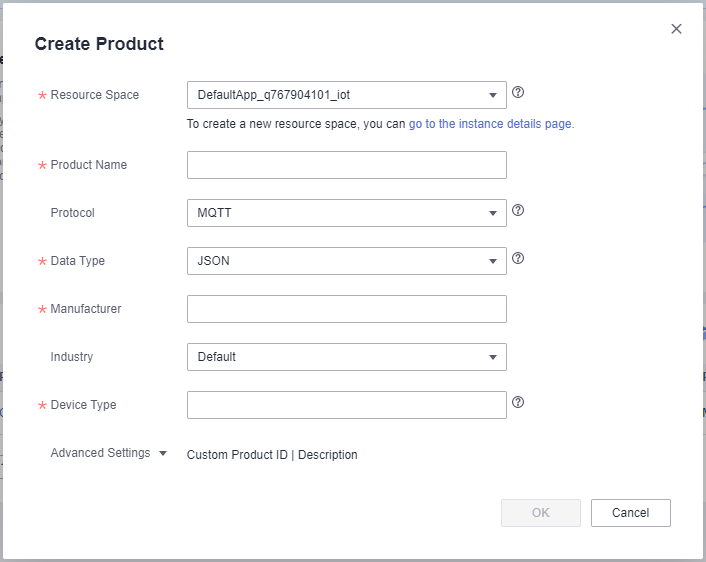 Create Product
* Resource Space DefaultApp_q767904101_iot
To create a new resource space, you can go to the instance details page.
* Product Name
Protocol MQTT
* Data Type JSON
* Manufacturer
Industry Default
* Device Type
Advanced Settings Custom Product ID | Description
OK Cancel